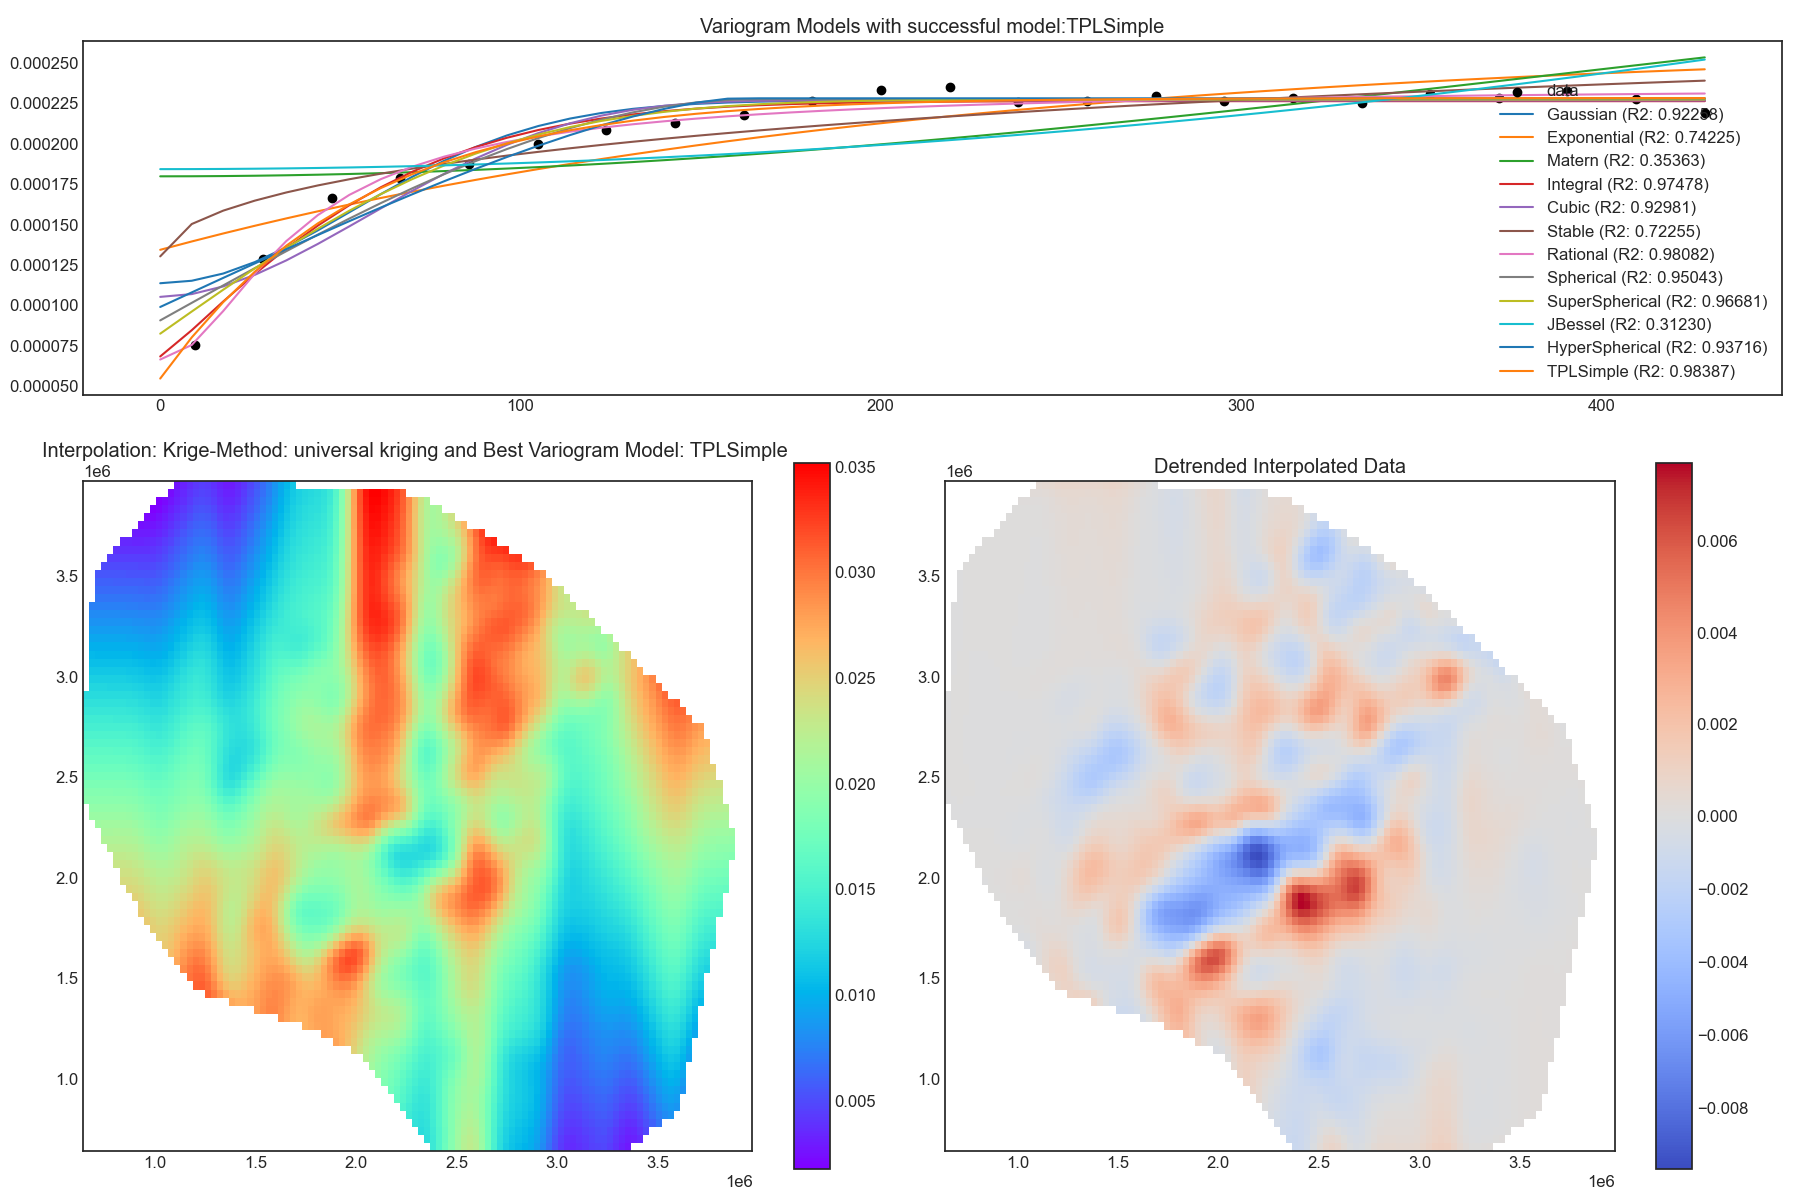 Variogram Models with successful model:TPLSimple
0.000250
0.000225
0.000200
0.000175
0.000150
0.000125
0.000100
0.000075
0.000050
data
Gaussian (R2: 0.92288)
Exponential (R2: 0.74225)
Matern (R2: 0.35363)
Integral (R2: 0.97478)
Cubic (R2: 0.92981)
Stable (R2: 0.72255)
Rational (R2: 0.98082)
Spherical (R2: 0.95043)
SuperSpherical (R2: 0.96681)
JBessel (R2: 0.31230)
HyperSpherical (R2: 0.93716)
TPLSimple (R2: 0.98387)
0 100 200 300 400
Interpolation: Krige-Method: universal kriging and Best Variogram Model: TPLSimple
1e6
3.5
3.0
2.5
2.0
1.5
1.0
1.0 1.5 2.0 2.5 3.0 3.5
1e6
0.035
0.030
0.025
0.020
0.015
0.010
0.005
Detrended Interpolated Data
1e6
3.5
3.0
2.5
2.0
1.5
1.0
1.0 1.5 2.0 2.5 3.0 3.5
1e6
0.006
0.004
0.002
0.000
−0.002
−0.004
−0.006
−0.008